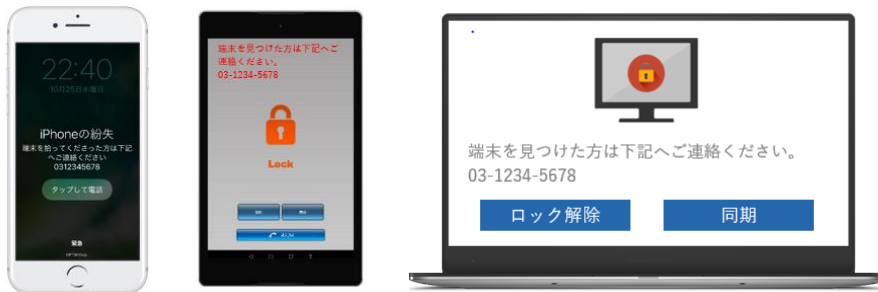 22:40
10月25日水曜日
iPhoneの紛失
端末を拾ってくださった方は下記
へご連絡ください
0312345678
タップして電話
緊急
端末を見つけた方は下記へご
連絡ください。
03-1234-5678
Lock
端末を見つけた方は下記へご連絡ください。
03-1234-5678
ロック解除
同期